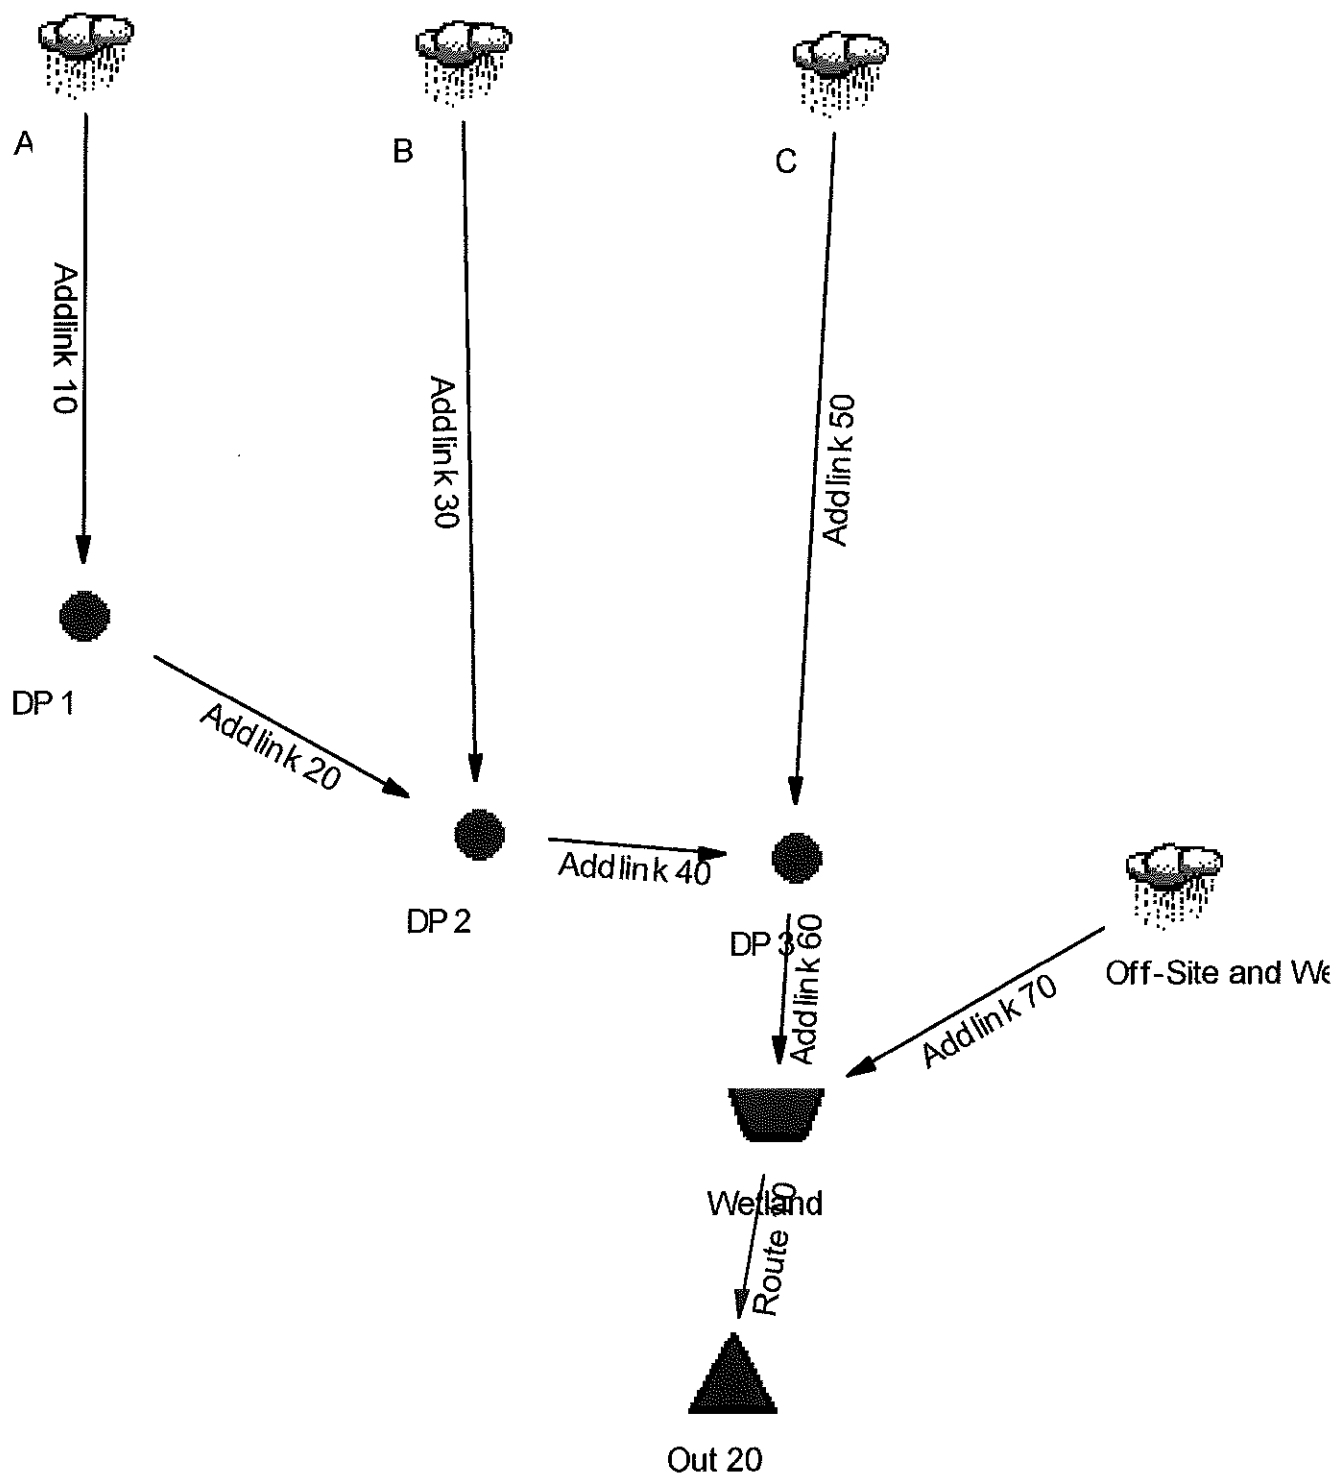 A
B
C
Addlink 10
Addlink 30
Addlink 50
DP 1
Addlink 20
DP 2
Addlink 40
DP 3
Addlink 60
Off-Site and We
Addlink 70
Wetland
Route
Out 20